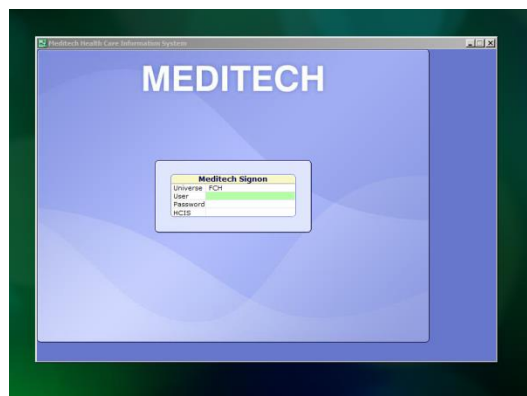 Meditech Health Care Information System
MEDITECH
Meditech Signon
Universe FCH
User
Password
HCIS